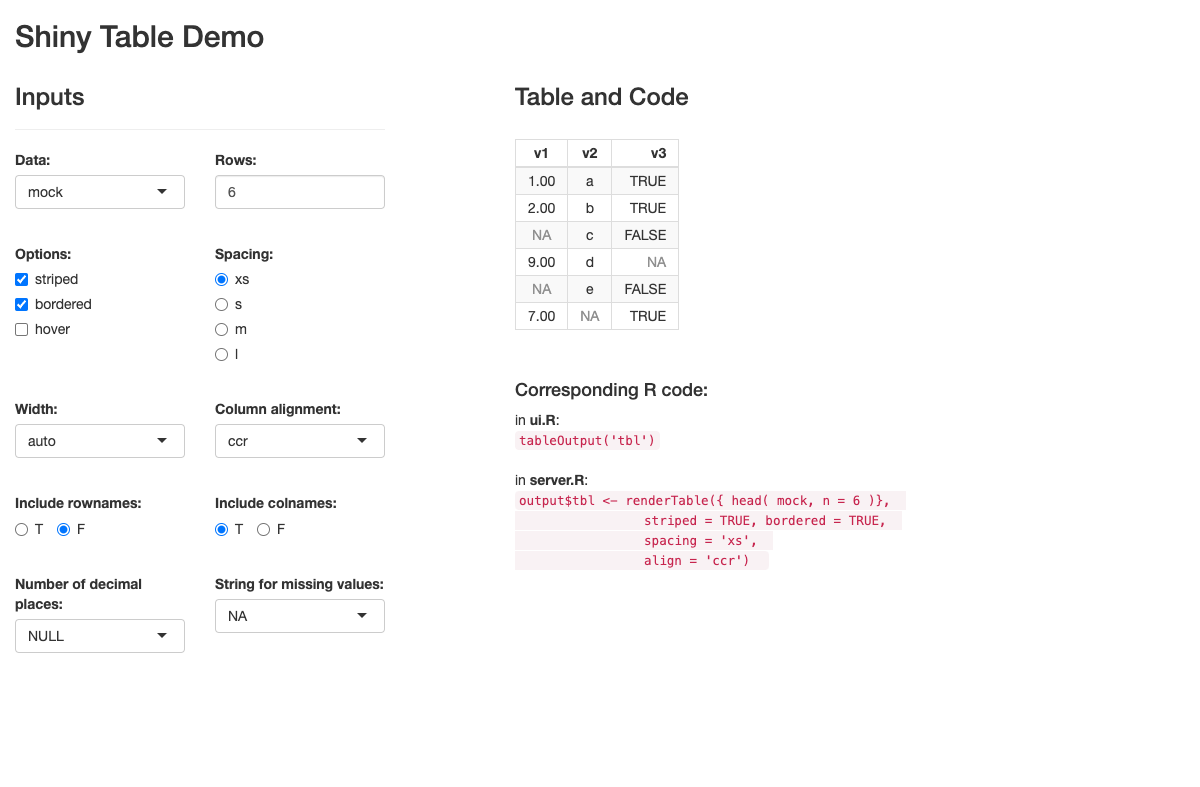 Shiny Table Demo
Inputs
Data:
mock
Rows:
6
Options:
striped
bordered
hover
Spacing:
xs
s
m
l
Width:
auto
Column alignment:
ccr
Include rownames:
T F
Include colnames:
T F
Number of decimal
places:
NULL
String for missing values:
NA
Table and Code
v1 v2 v3
1.00 a TRUE
2.00 b TRUE
NA c FALSE
9.00 d NA
NA e FALSE
7.00 NA TRUE
Corresponding R code:
in ui.R:
tableOutput('tbl')
in server.R:
output$tbl <- renderTable({ head( mock, n = 6 )},
striped = TRUE, bordered = TRUE,
spacing = 'xs',
align = 'ccr')